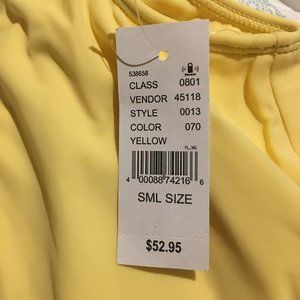 538658
CLASS 0801
VENDOR 45118
STYLE 0013
COLOR 070
YELLOW
4 00088 74216 6
SML SIZE
$52.95